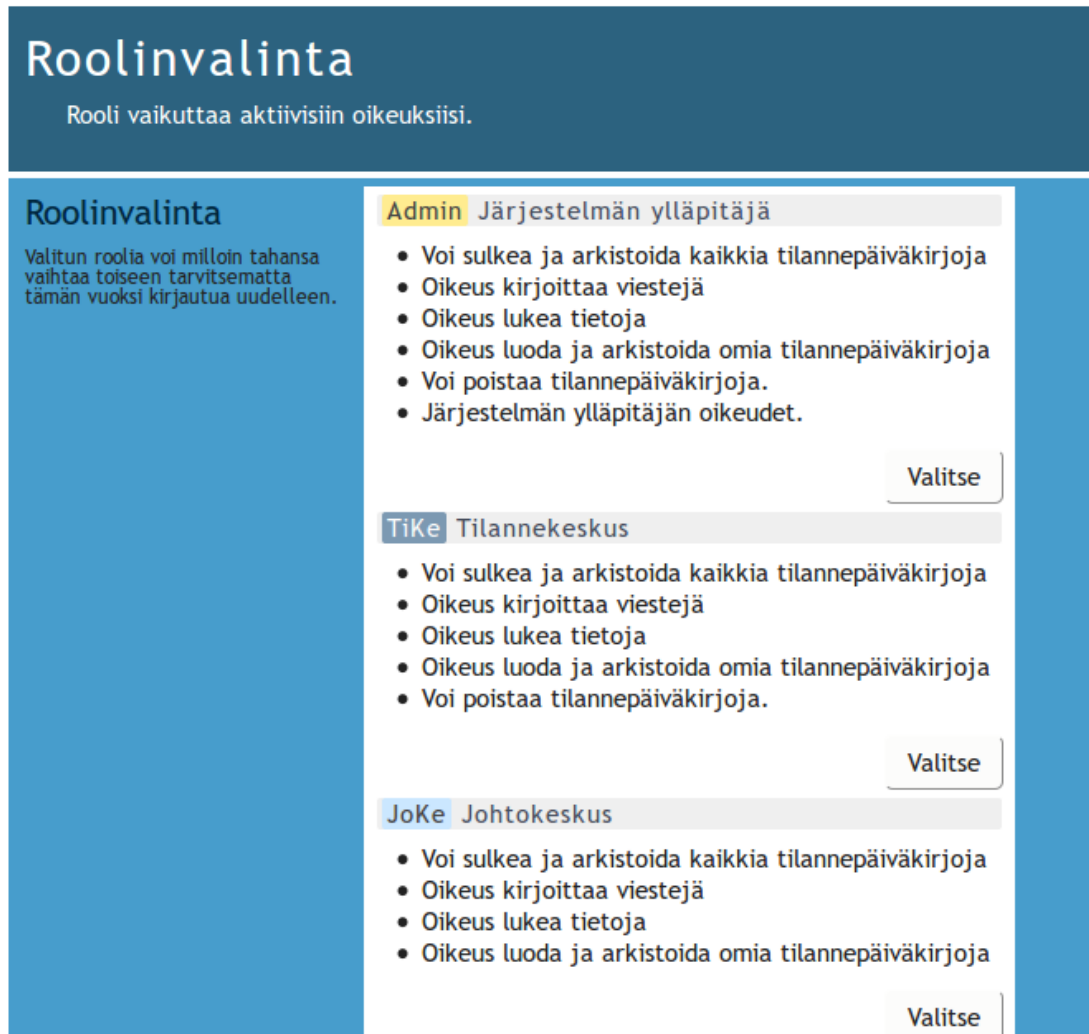 Roolinvalinta
Rooli vaikuttaa aktiivisiin oikeuksiisi.
Roolinvalinta
Valitun roolia voi milloin tahansa
vaihtaa toiseen tarvitsematta
tämän vuoksi kirjautua uudelleen.
Admin Järjestelmän ylläpitäjä
• Voi sulkea ja arkistoida kaikkia tilannepäiväkirjoja
• Oikeus kirjoittaa viestejä
• Oikeus lukea tietoja
• Oikeus luoda ja arkistoida omia tilannepäiväkirjoja
• Voi poistaa tilannepäiväkirjoja.
• Järjestelmän ylläpitäjän oikeudet.
Valitse
TiKe Tilannekeskus
• Voi sulkea ja arkistoida kaikkia tilannepäiväkirjoja
• Oikeus kirjoittaa viestejä
• Oikeus lukea tietoja
• Oikeus luoda ja arkistoida omia tilannepäiväkirjoja
• Voi poistaa tilannepäiväkirjoja.
Valitse
JoKe Johtokeskus
• Voi sulkea ja arkistoida kaikkia tilannepäiväkirjoja
• Oikeus kirjoittaa viestejä
• Oikeus lukea tietoja
• Oikeus luoda ja arkistoida omia tilannepäiväkirjoja
Valitse